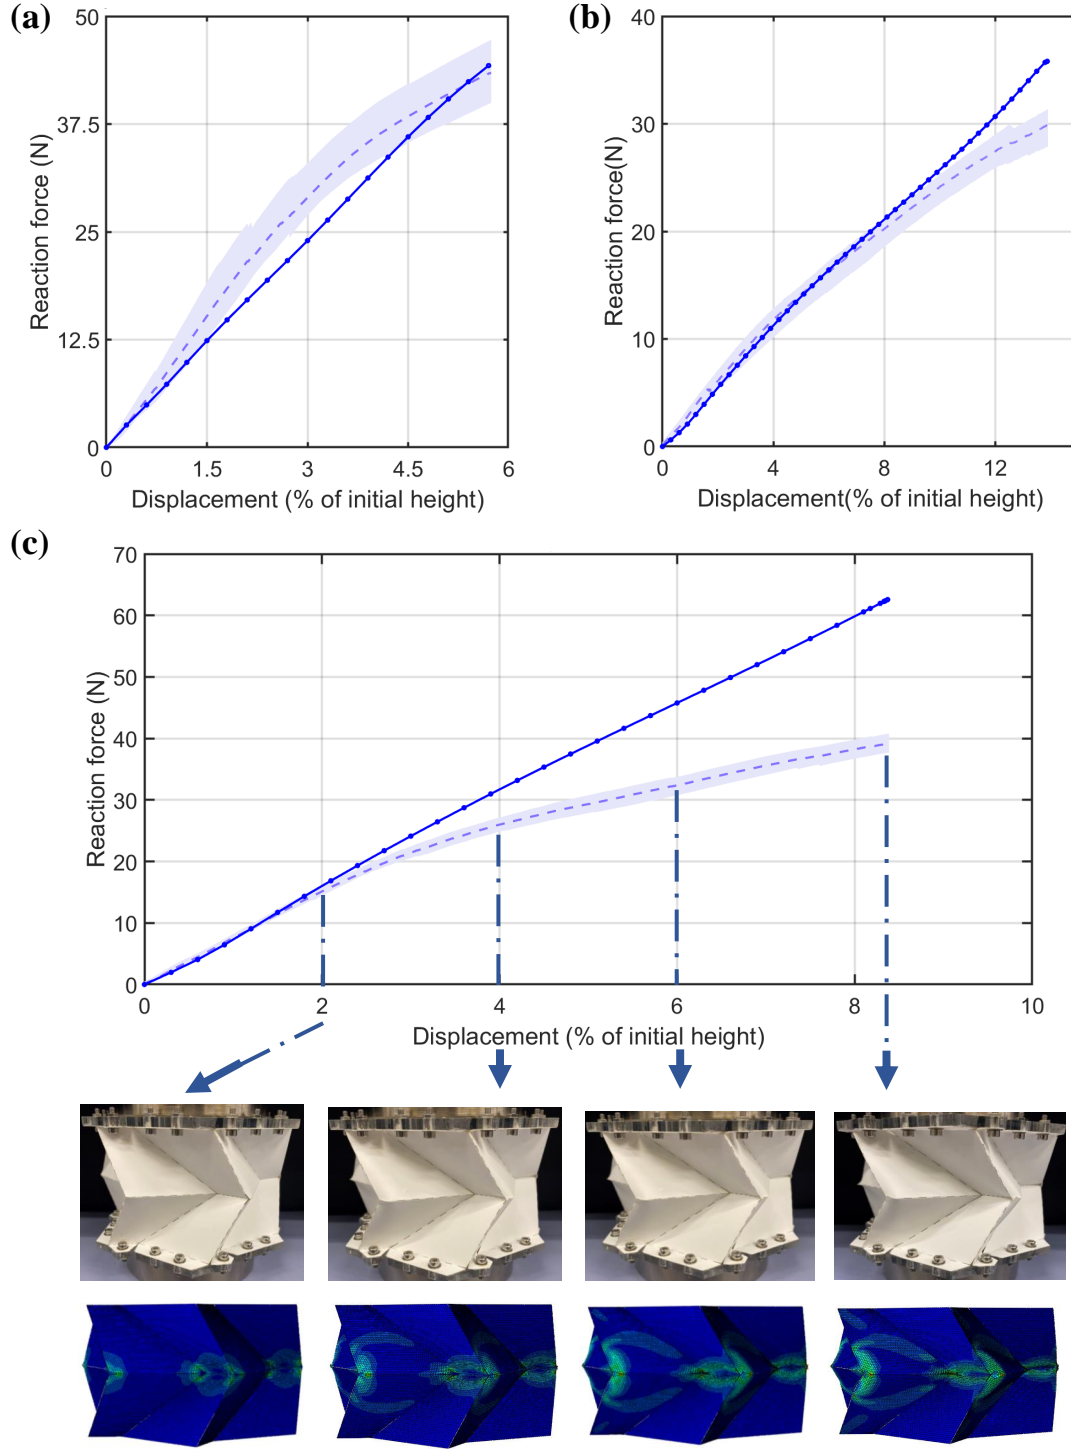 (a)
50
37.5
25
12.5
0
Reaction force (N)
0 1.5 3 4.5 6
Displacement (% of initial height)
(b)
40
30
20
10
0
Reaction force(N)
0 4 8 12
Displacement(% of initial height)
(c)
70
60
50
40
30
20
10
0
Reaction force (N)
0 2 4 6 8 10
Displacement (% of initial height)